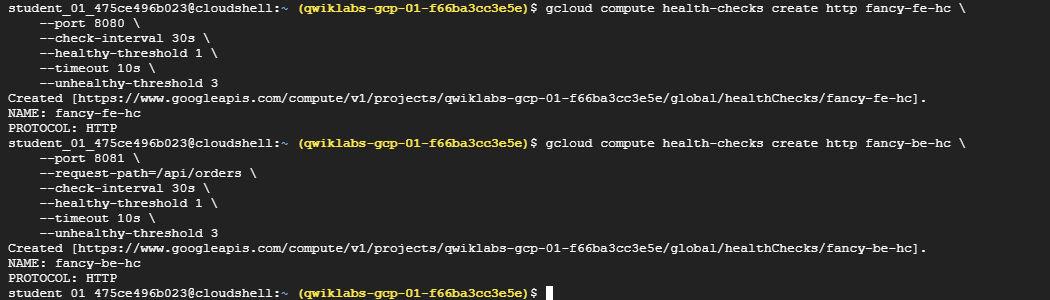 student_01_475ce496b023@cloudshell:~ (qwiklabs-gcp-01-f66ba3cc3e5e)$ gcloud compute health-checks create http fancy-fe-hc \
--port 8080 \
--check-interval 30s \
--healthy-threshold 1 \
--timeout 10s \
--unhealthy-threshold 3
Created [https://www.googleapis.com/compute/v1/projects/qwiklabs-gcp-01-f66ba3cc3e5e/global/healthChecks/fancy-fe-hc].
NAME: fancy-fe-hc
PROTOCOL: HTTP
student_01_475ce496b023@cloudshell:~ (qwiklabs-gcp-01-f66ba3cc3e5e)$ gcloud compute health-checks create http fancy-be-hc \
--port 8081 \
--request-path=/api/orders \
--check-interval 30s \
--healthy-threshold 1 \
--timeout 10s \
--unhealthy-threshold 3
Created [https://www.googleapis.com/compute/v1/projects/qwiklabs-gcp-01-f66ba3cc3e5e/global/healthChecks/fancy-be-hc].
NAME: fancy-be-hc
PROTOCOL: HTTP
student_01_475ce496b023@cloudshell:~ (qwiklabs-gcp-01-f66ba3cc3e5e)$